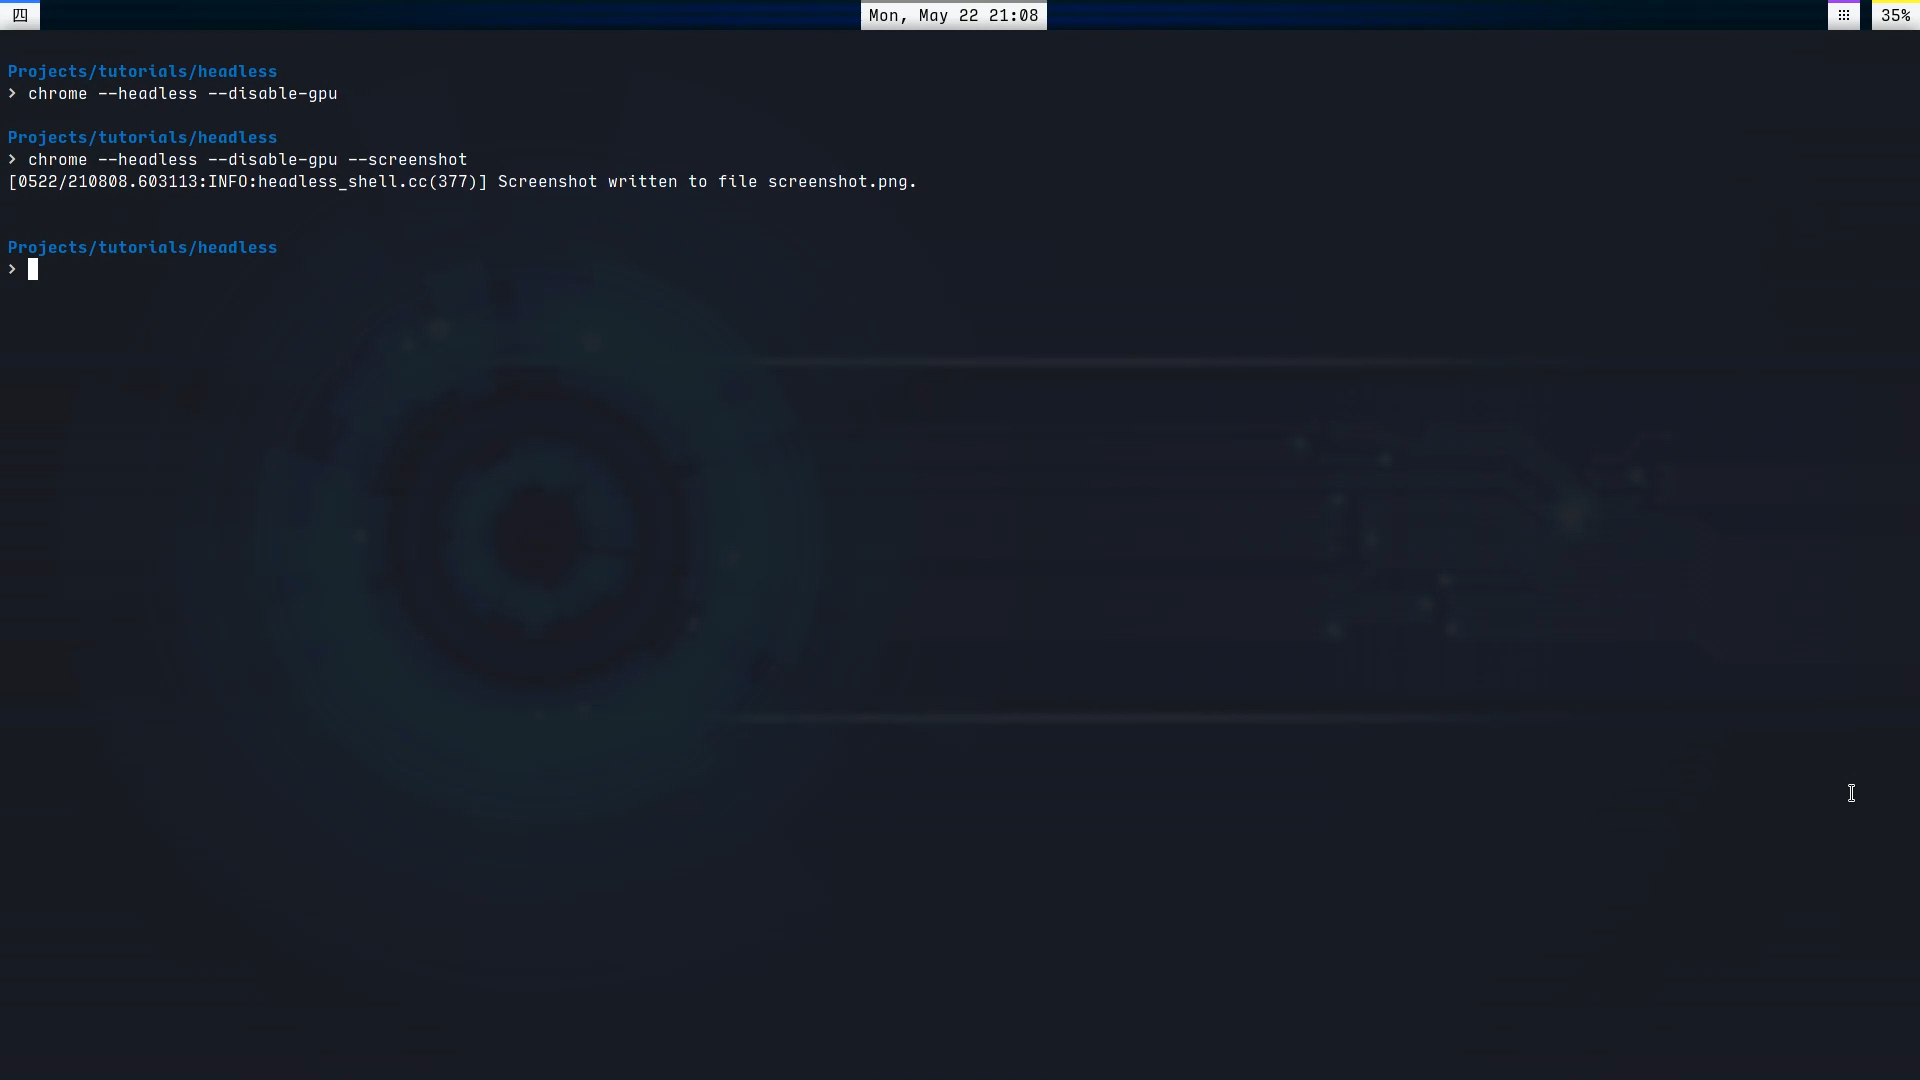 四 Mon, May 22 21:08 35%
Projects/tutorials/headless
> chrome --headless --disable-gpu
Projects/tutorials/headless
> chrome --headless --disable-gpu --screenshot
[0522/210808.603113:INFO:headless_shell.cc(377)] Screenshot written to file screenshot.png.
Projects/tutorials/headless
>